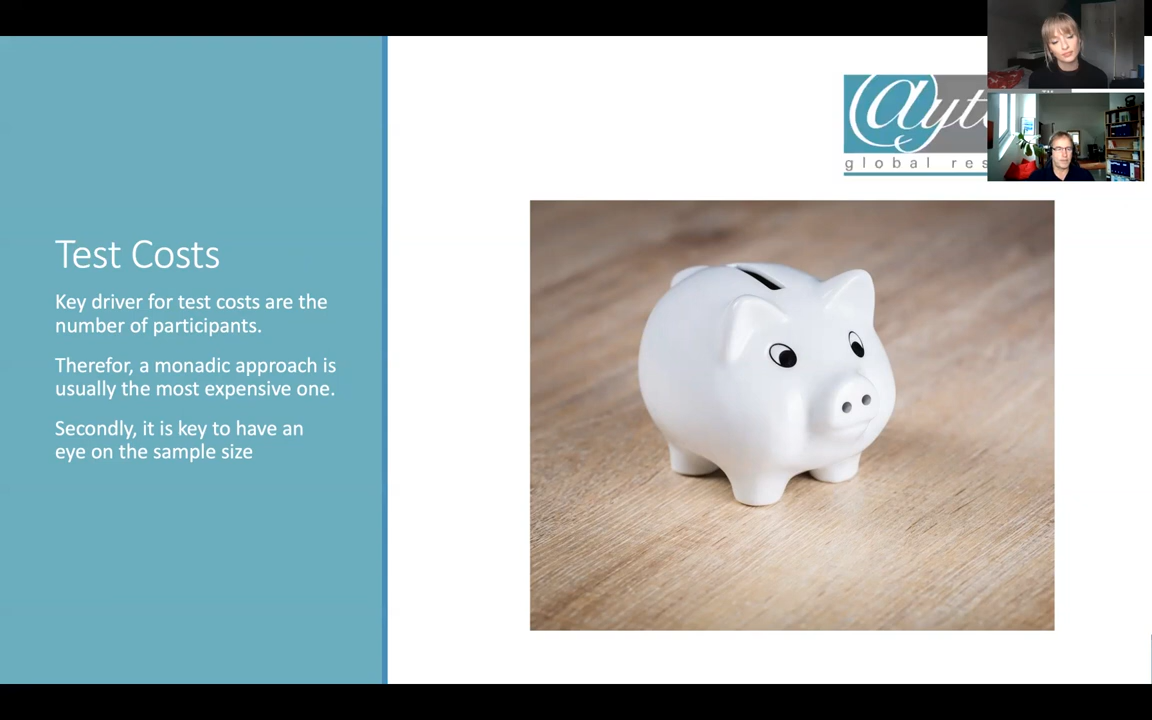 Test Costs
Key driver for test costs are the
number of participants.
Therefor, a monadic approach is
usually the most expensive one.
Secondly, it is key to have an
eye on the sample size
global